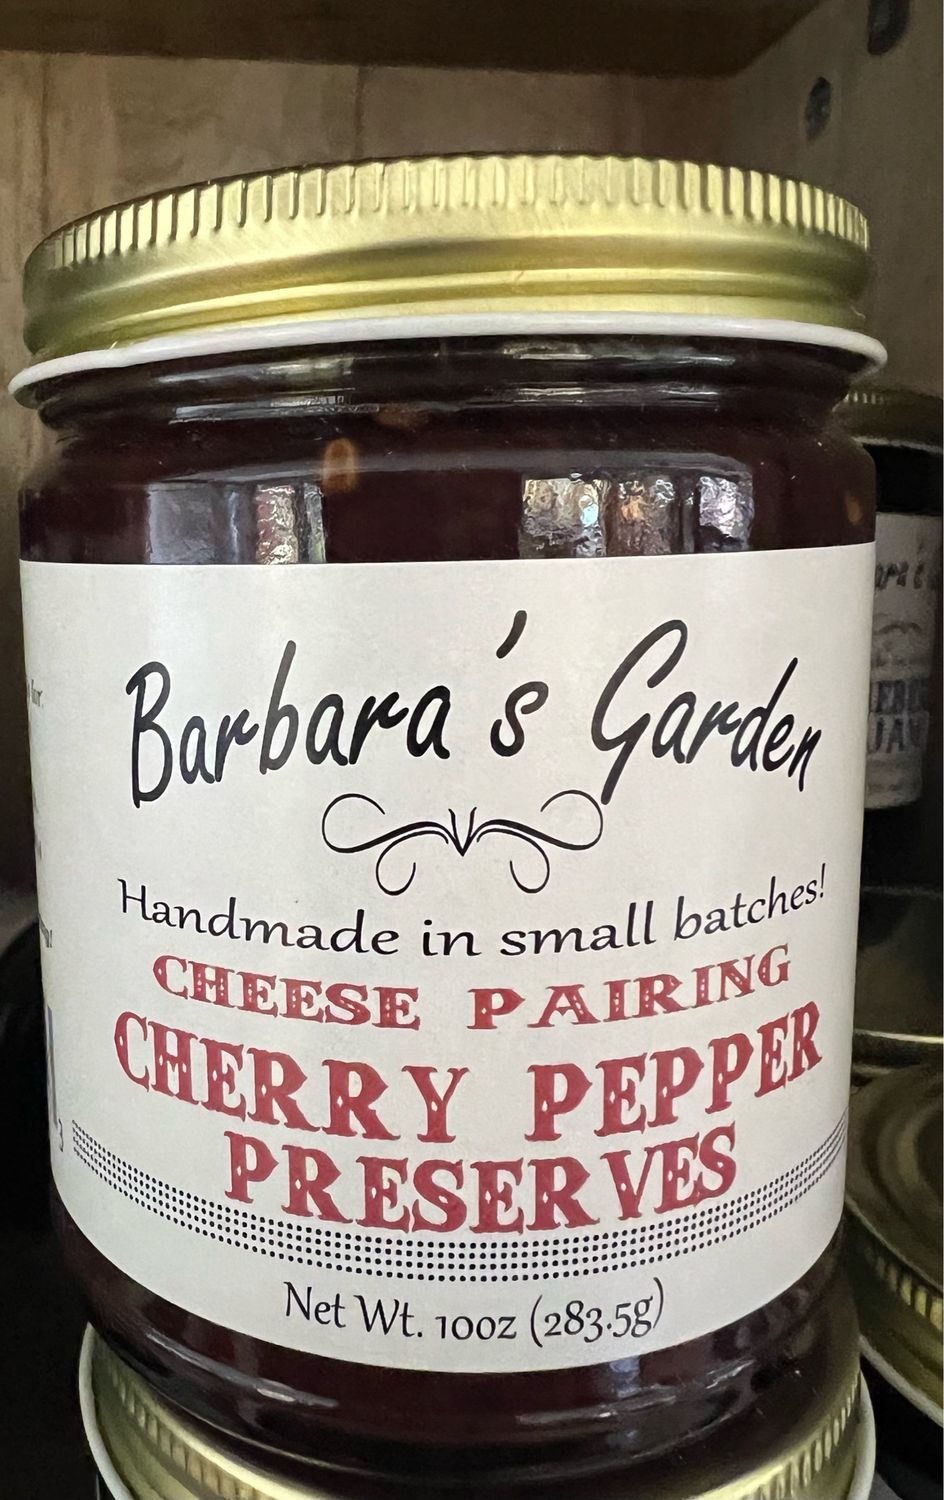 Barbara's Garden
Handmade in small batches!
CHEESE PAIRING
CHERRY PEPPER
PRESERVES
Net Wt. 10oz (283.5g)